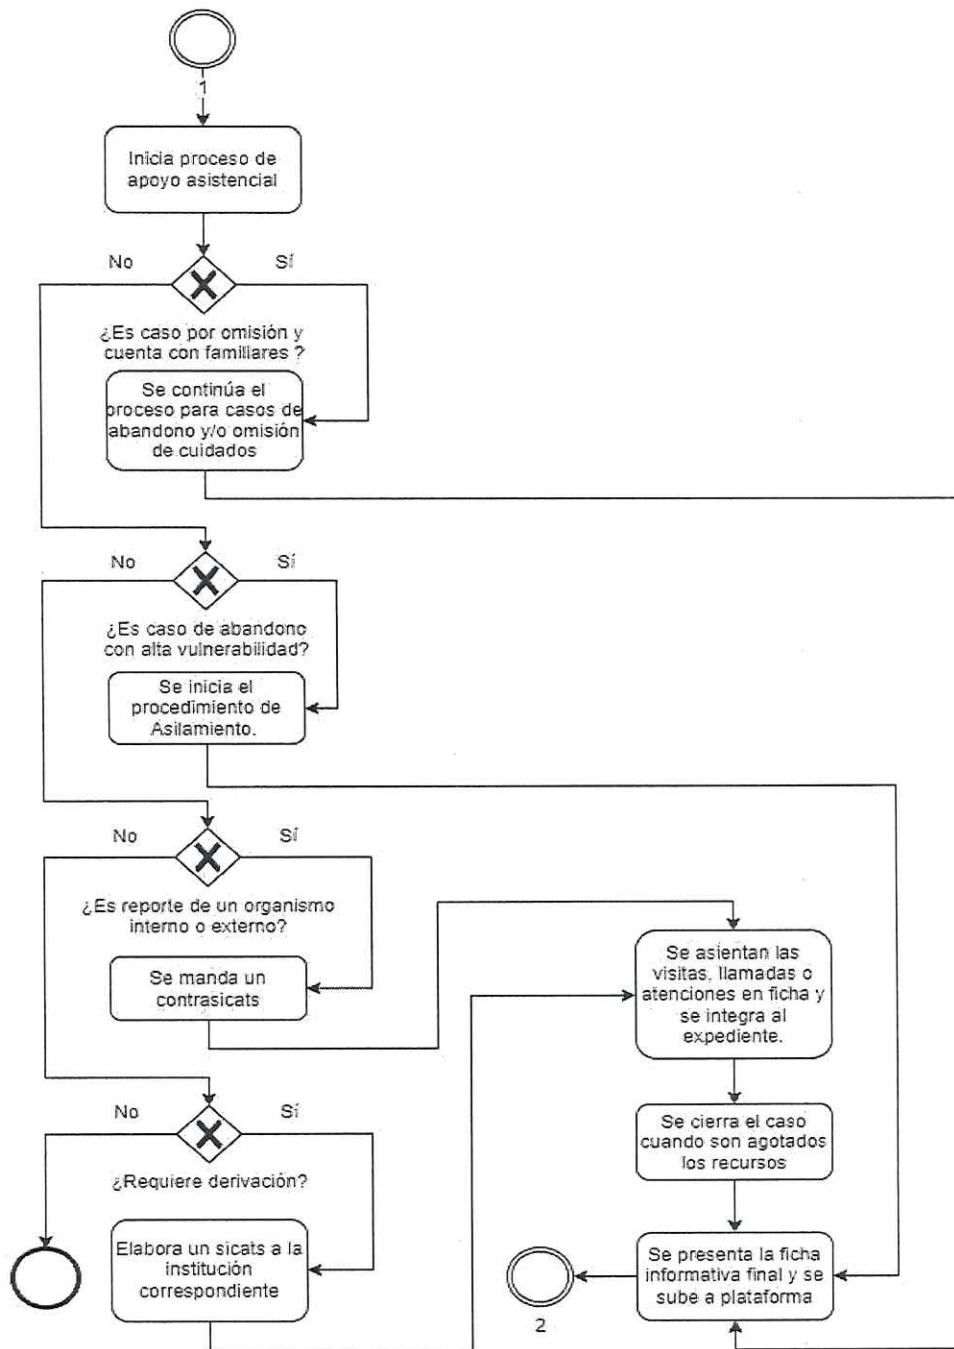 1
Inicia proceso de
apoyo asistencial
No
Sí
¿Es caso por omisión y
cuenta con familiares ?
Se continúa el
proceso para casos de
abandono y/o omisión
de cuidados
No
Sí
¿Es caso de abandono
con alta vulnerabilidad?
Se inicia el
procedimiento de
Asilamiento.
No
Sí
¿Es reporte de un organismo
interno o externo?
Se manda un
contrasicats
Se asientan las
visitas, llamadas o
atenciones en ficha y
se integra al
expediente.
No
Sí
¿Requiere derivación?
Se cierra el caso
cuando son agotados
los recursos
Elabora un sicats a la
institución
correspondiente
Se presenta la ficha
informativa final y se
sube a plataforma
2